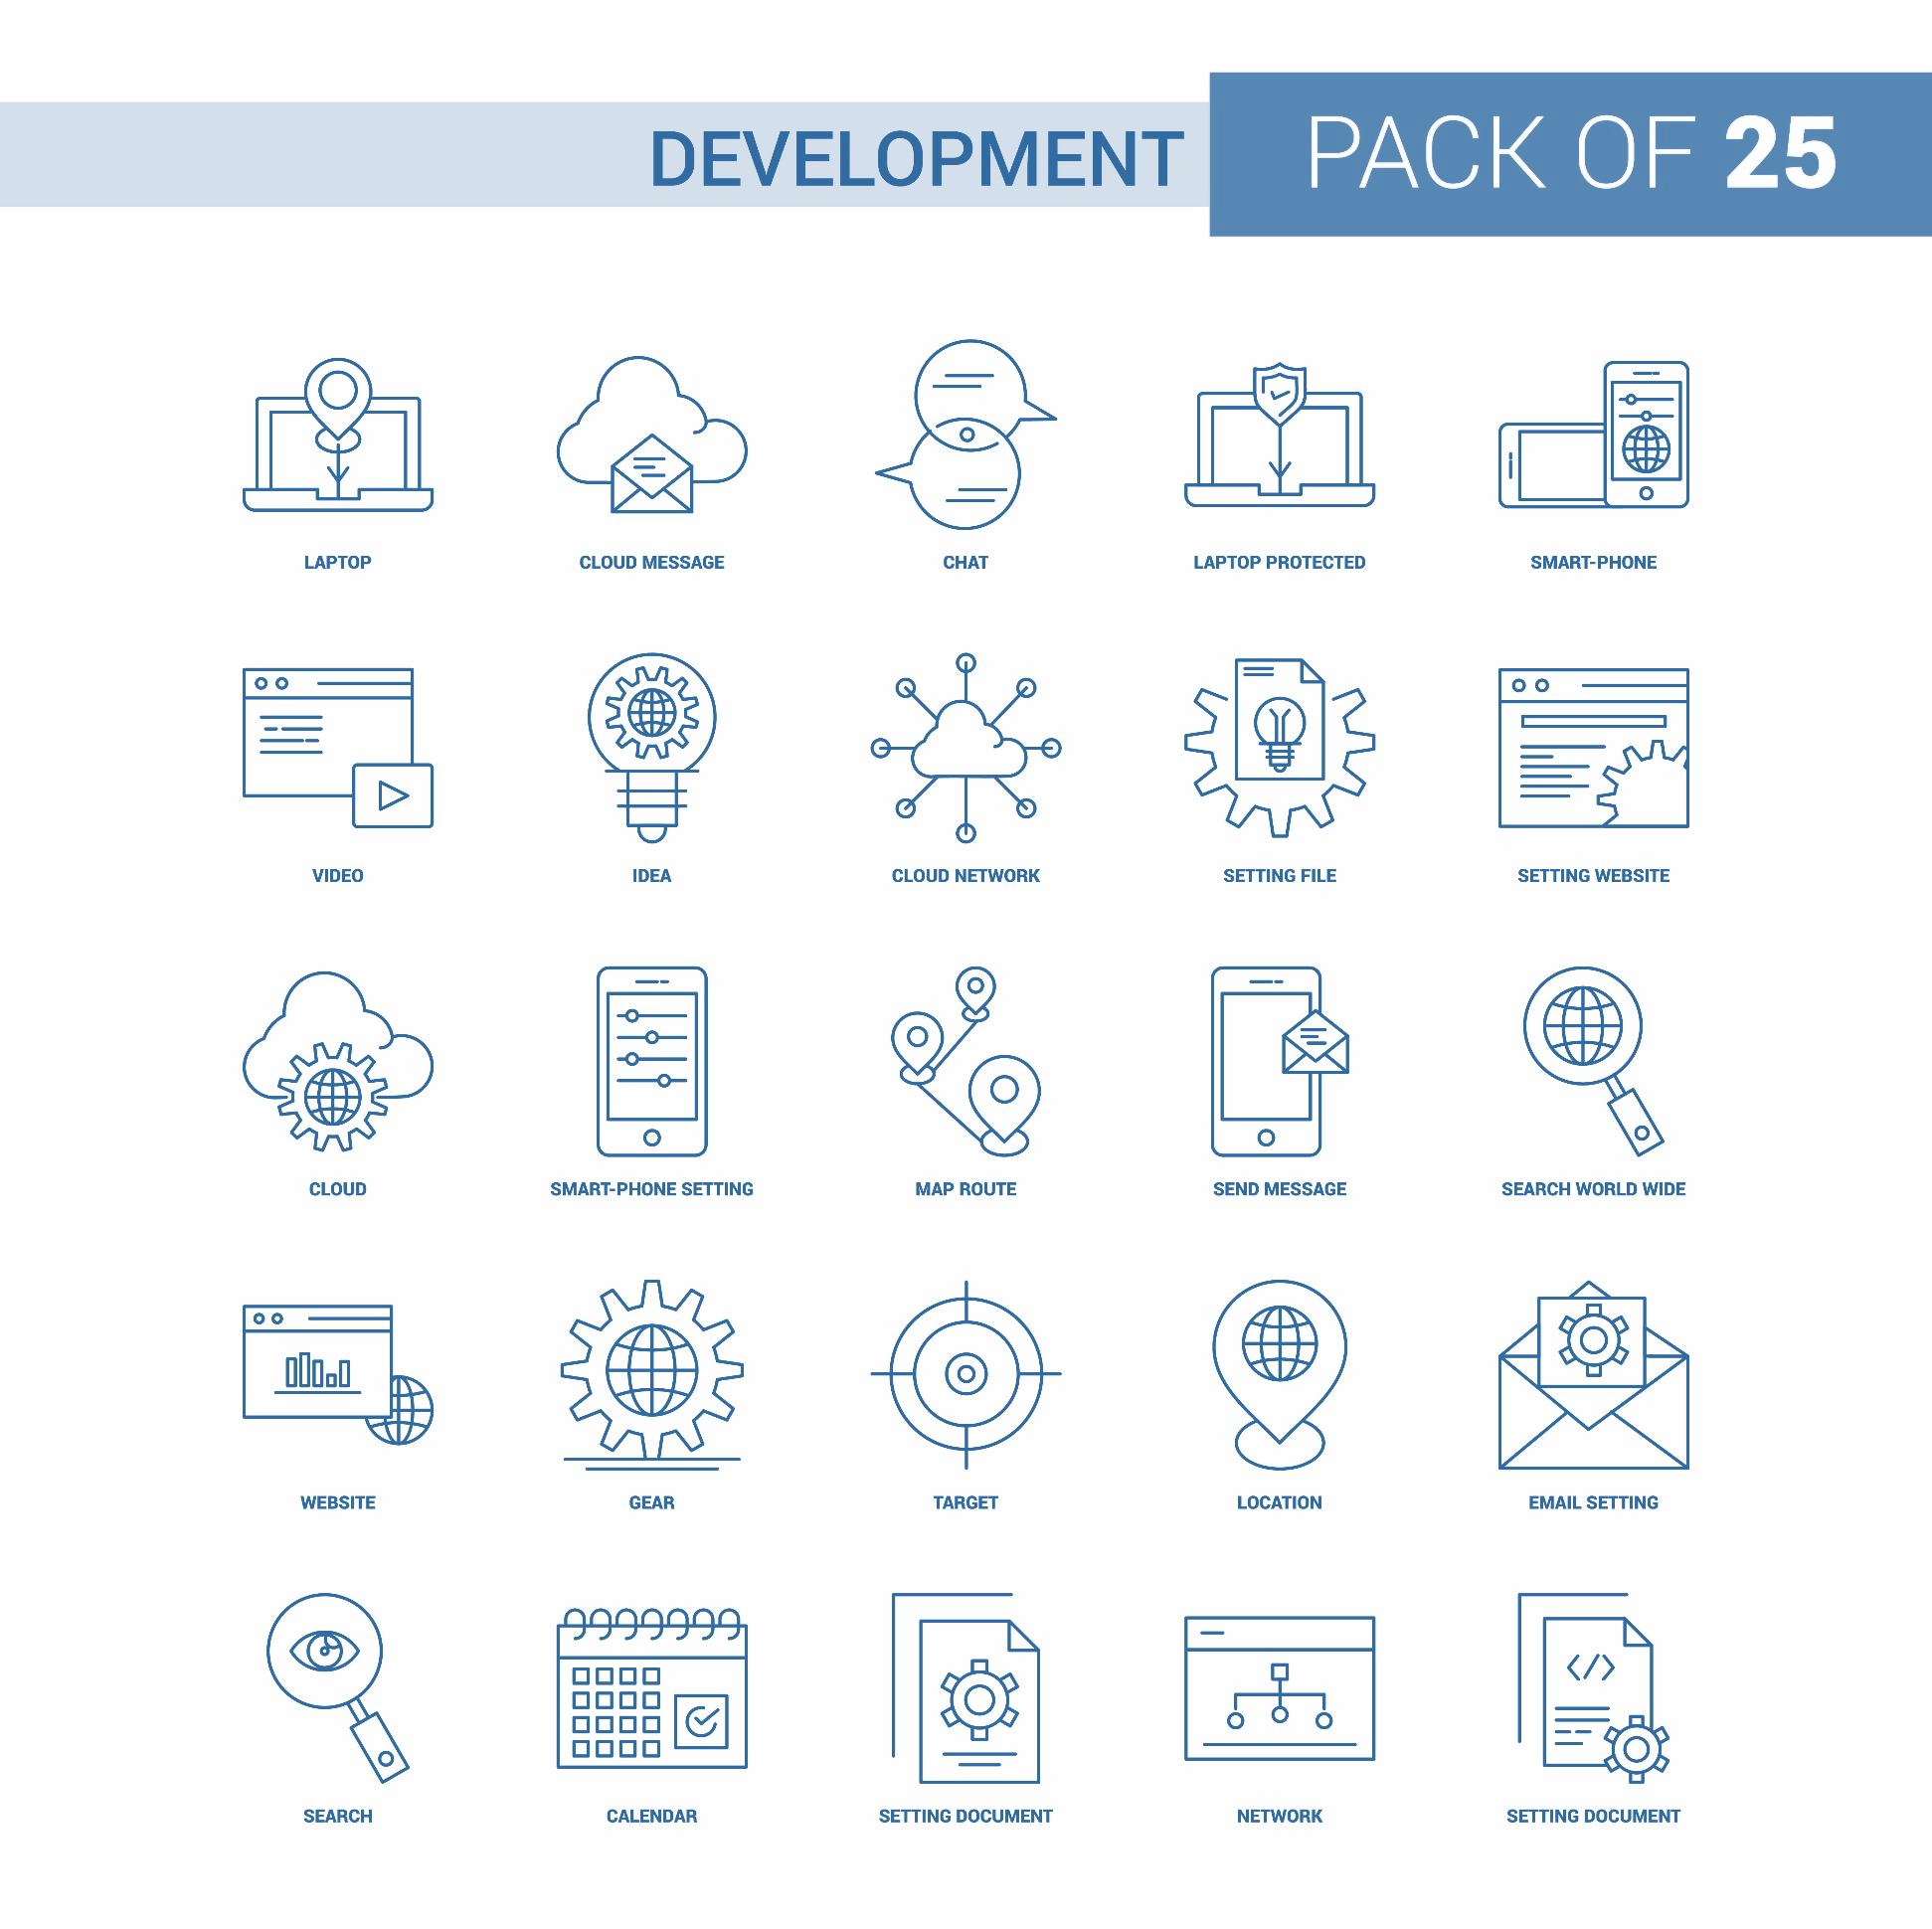 DEVELOPMENT
PACK OF 25
LAPTOP
CLOUD MESSAGE
CHAT
LAPTOP PROTECTED
SMART-PHONE
VIDEO
IDEA
CLOUD NETWORK
SETTING FILE
SETTING WEBSITE
CLOUD
SMART-PHONE SETTING
MAP ROUTE
SEND MESSAGE
SEARCH WORLD WIDE
WEBSITE
GEAR
TARGET
LOCATION
EMAIL SETTING
</>
SEARCH
CALENDAR
SETTING DOCUMENT
NETWORK
SETTING DOCUMENT